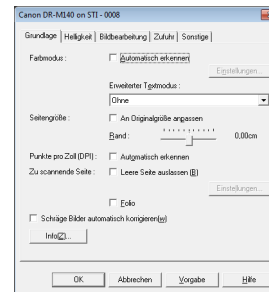 Canon DR-M140 on STI - 0008
Grundlage Helligkeit Bildbearbeitung Zufuhr Sonstige
Farbmodus : Automatisch erkennen
Einstellungen...
Erweiterter Textmodus :
Ohne
Seitengröße : An Originalgröße anpassen
Rand : 0,00cm
Punkte pro Zoll (DPI) : Automatisch erkennen
Zu scannende Seite : Leere Seite auslassen (B)
Einstellungen...
Folio
Schräge Bilder automatisch korrigieren(w)
Info(Z)...
OK Abbrechen Vorgabe Hilfe